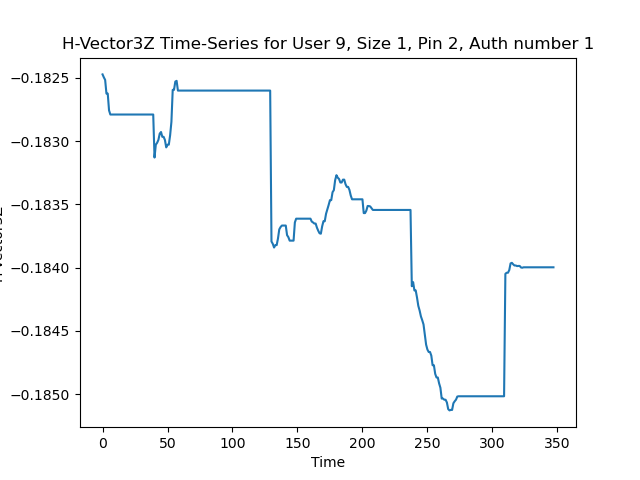 H-Vector3Z Time-Series for User 9, Size 1, Pin 2, Auth number 1
−0.1825
−0.1830
−0.1835
−0.1840
−0.1845
−0.1850
0 50 100 150 200 250 300 350
Time